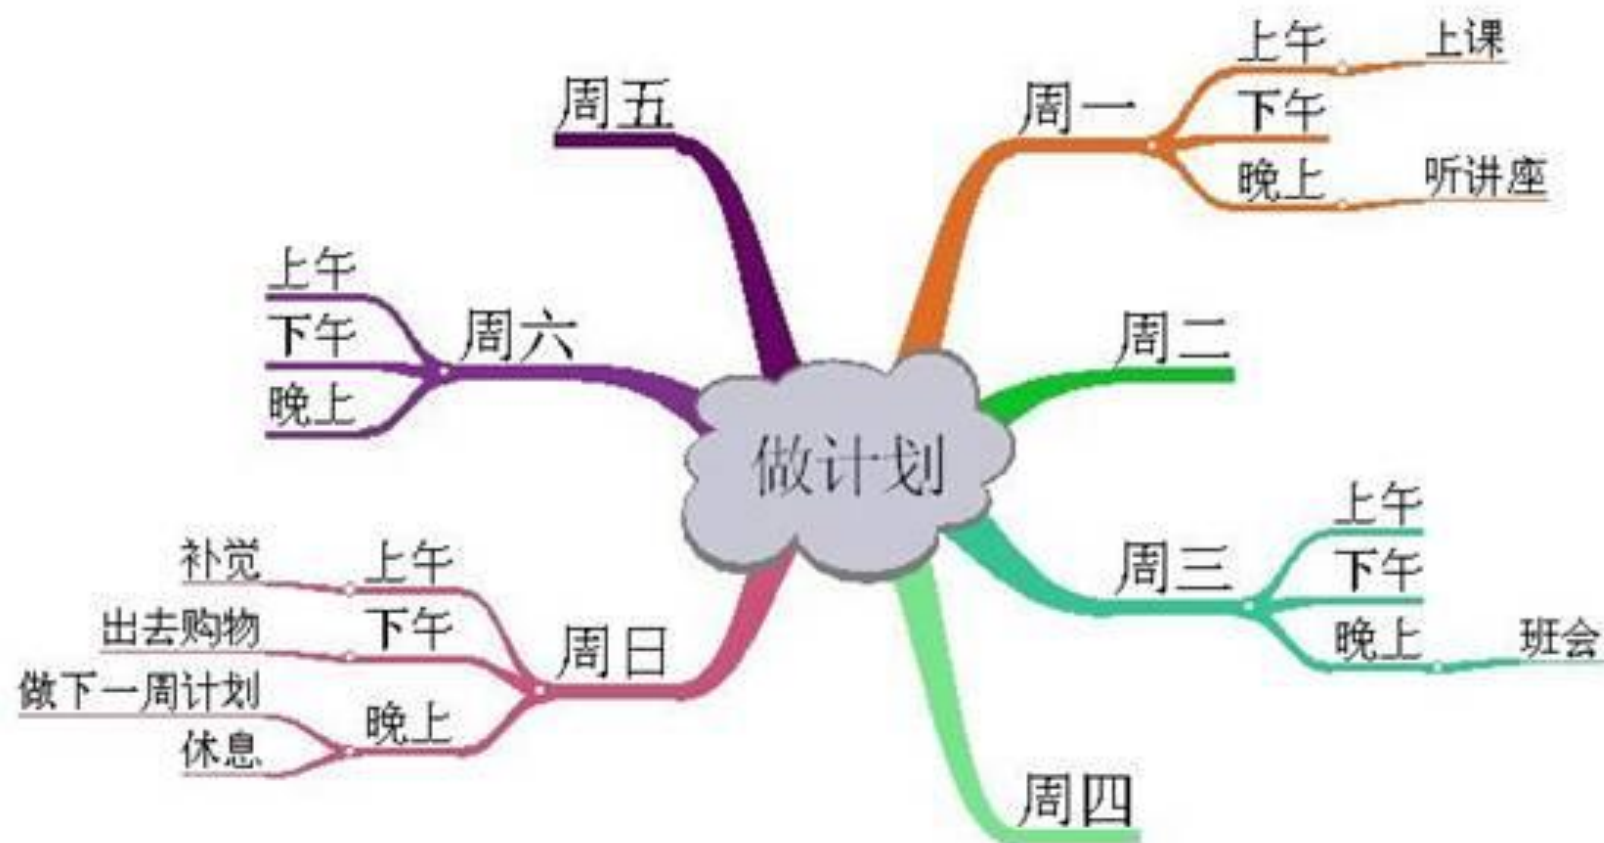 做计划
周一
上午
上课
下午
晚上
听讲座
周二
周三
上午
下午
晚上
班会
周四
周五
周六
上午
下午
晚上
周日
上午
补觉
下午
出去购物
晚上
做下一周计划
休息